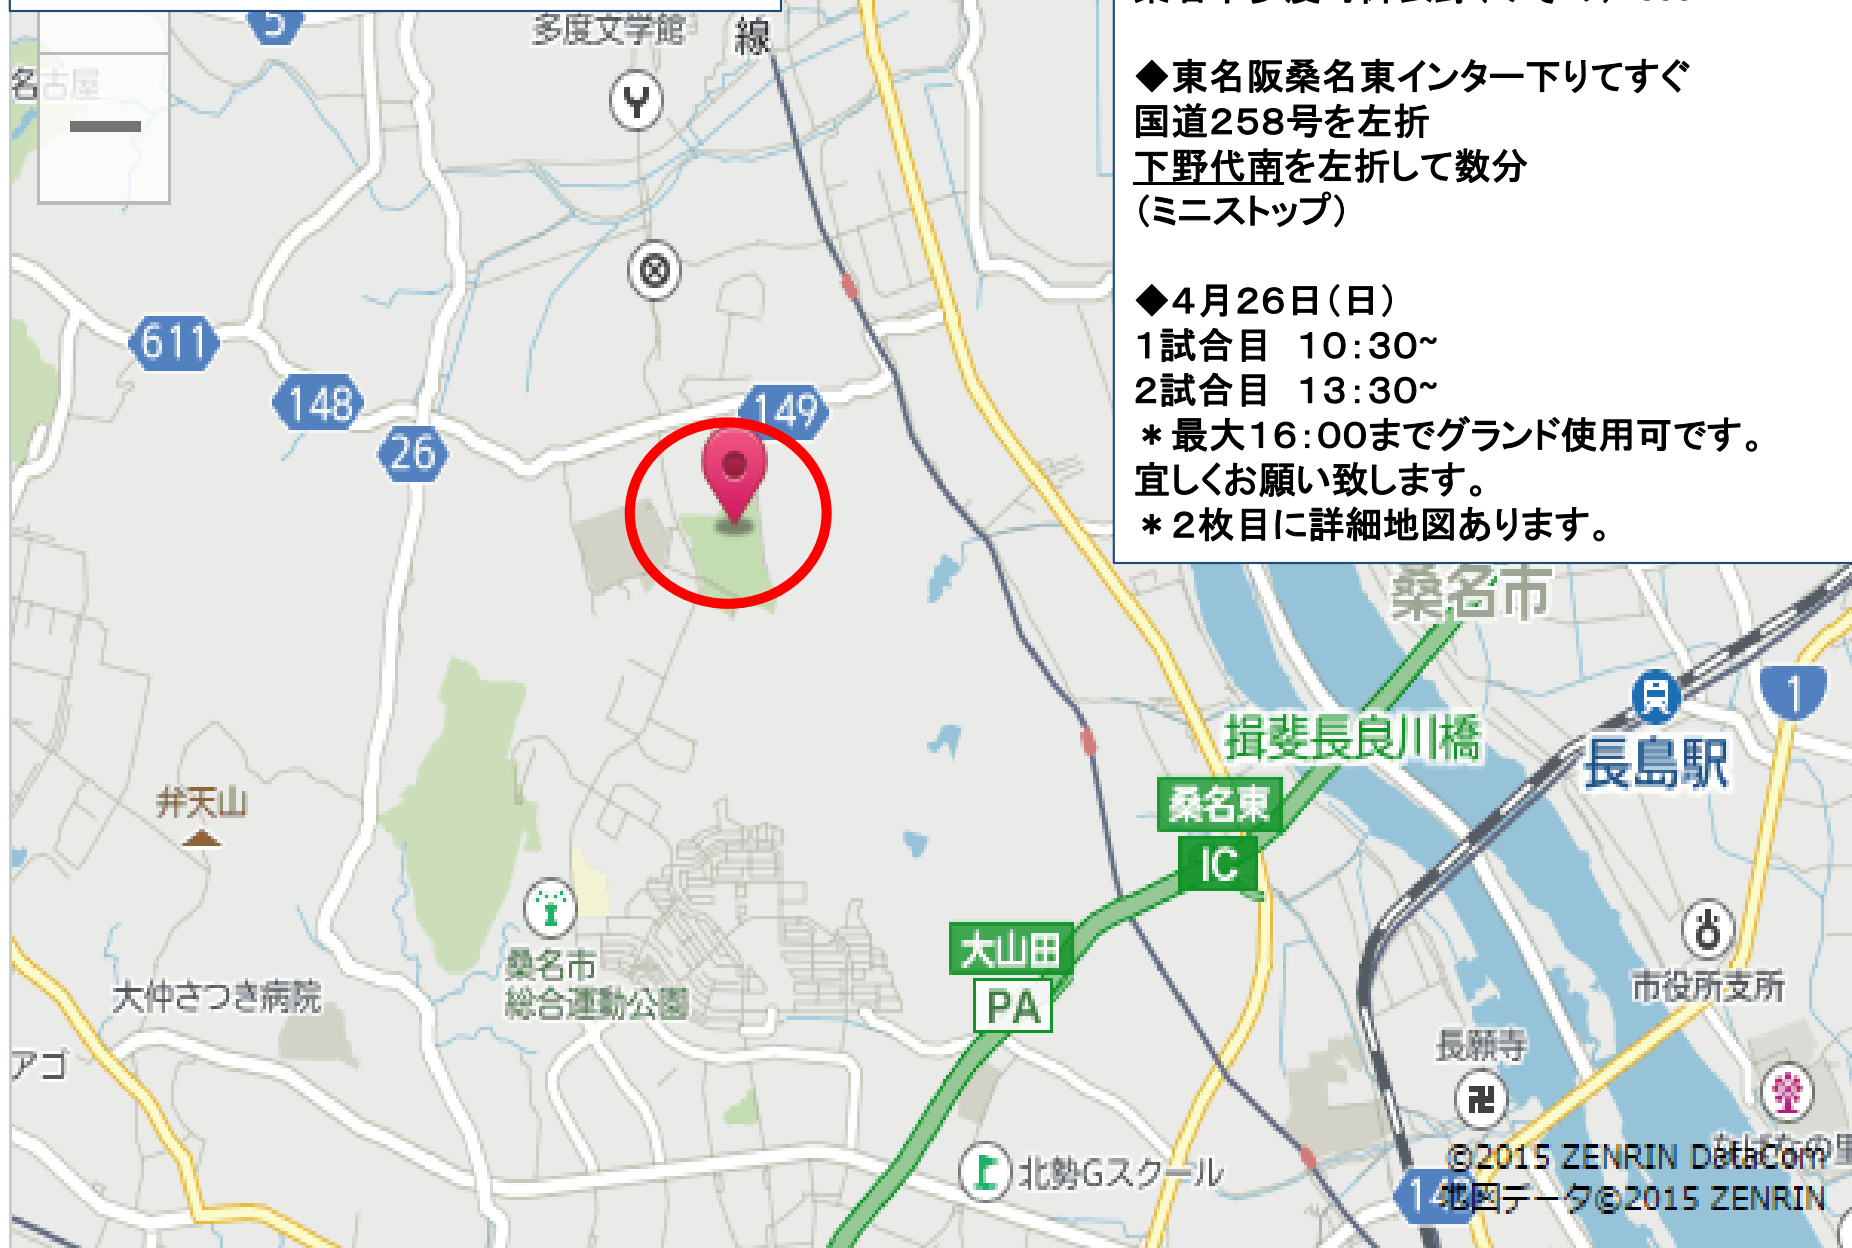 5
多度文学館
線
名古屋
◆東名阪桑名東インター下りてすぐ
国道258号を左折
下野代南を左折して数分
(ミニストップ)
◆4月26日(日)
1試合目　10:30~
2試合目　13:30~
＊最大16:00までグランド使用可です。
宜しくお願い致します。
＊2枚目に詳細地図あります。
611
148
149
26
桑名市
1
揖斐長良川橋
長島駅
桑名東
IC
弁天山
大山田
PA
桑名市
総合運動公園
大仲さつき病院
市役所支所
アゴ
長願寺
北勢Gスクール
なばなの里
©2015 ZENRIN DataCom
地図データ©2015 ZENRIN